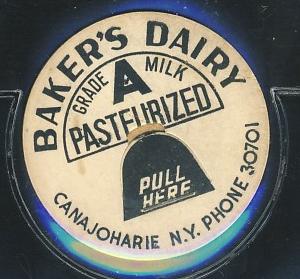 BAKER'S DAIRY
GRADE A MILK
PASTEURIZED
PULL
HERE
CANAJOHARIE N.Y. PHONE 30701